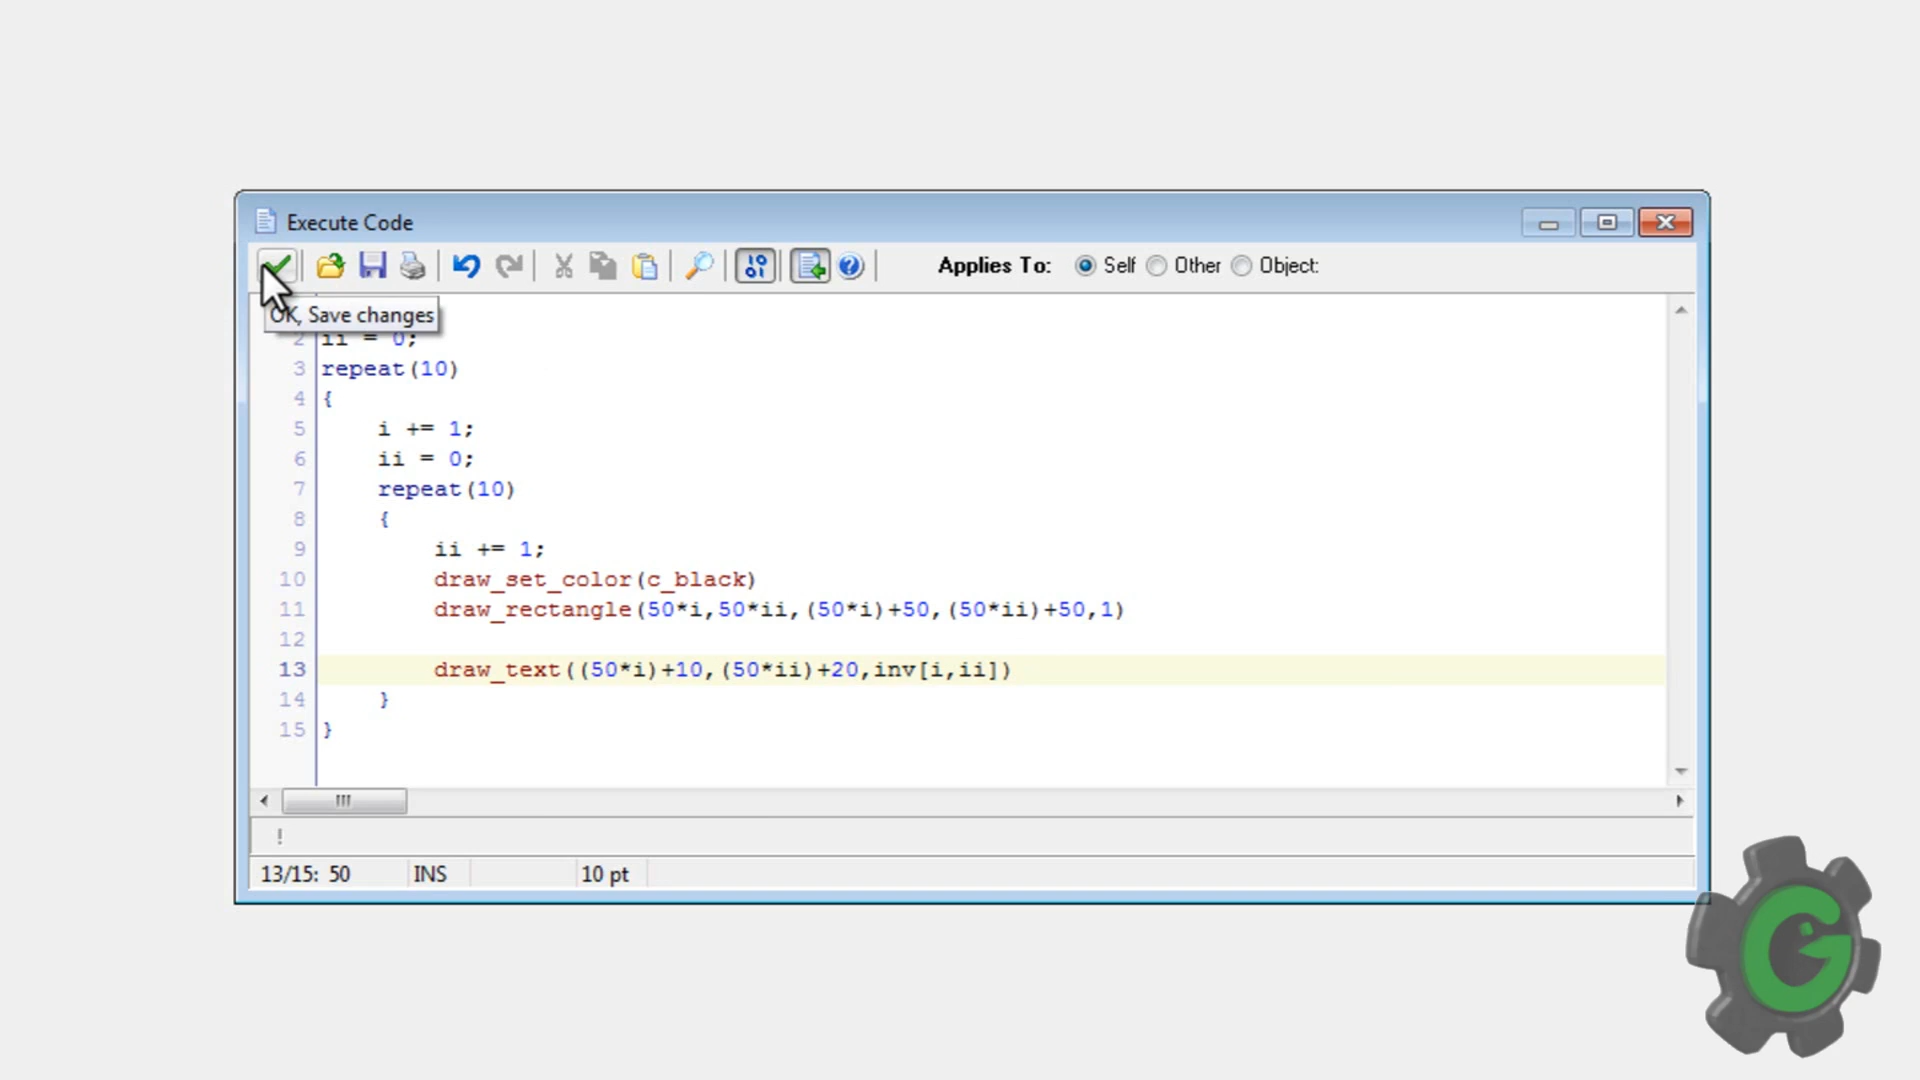 Execute Code
Applies To: Self Other Object:
OK, Save changes
2 ii = 0;
3 repeat(10)
4 {
5 i += 1;
6 ii = 0;
7 repeat(10)
8 {
9 ii += 1;
10 draw_set_color(c_black)
11 draw_rectangle(50*i,50*ii,(50*i)+50,(50*ii)+50,1)
12
13 draw_text((50*i)+10,(50*ii)+20,inv[i,ii])
14 }
15 }
!
13/15: 50 INS 10 pt
G